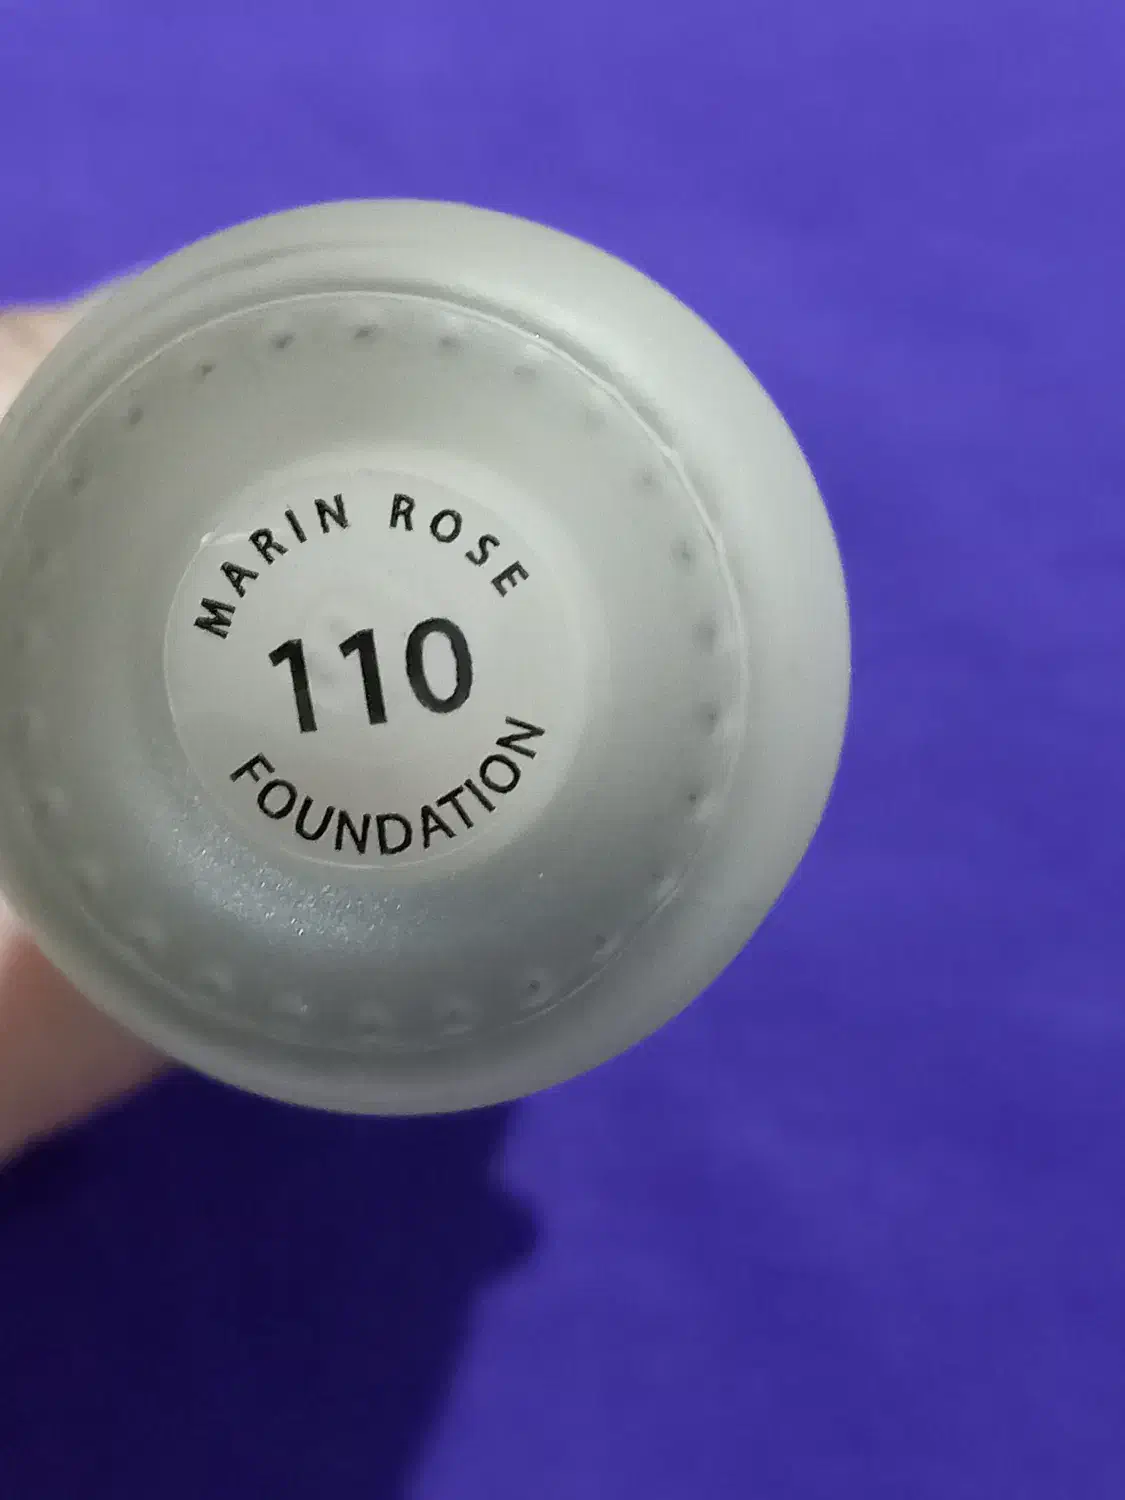 MARIN ROSE
110
FOUNDATION